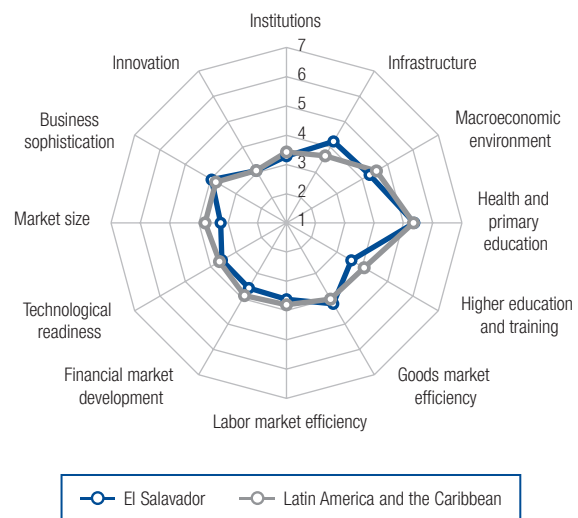 Institutions
Innovation
Infrastructure
Business
sophistication
Macroeconomic
environment
Market size
Health and
primary
education
Technological
readiness
Higher education
and training
Financial market
development
Goods market
efficiency
Labor market efficiency
7
6
5
4
3
2
1
El Salavador
Latin America and the Caribbean